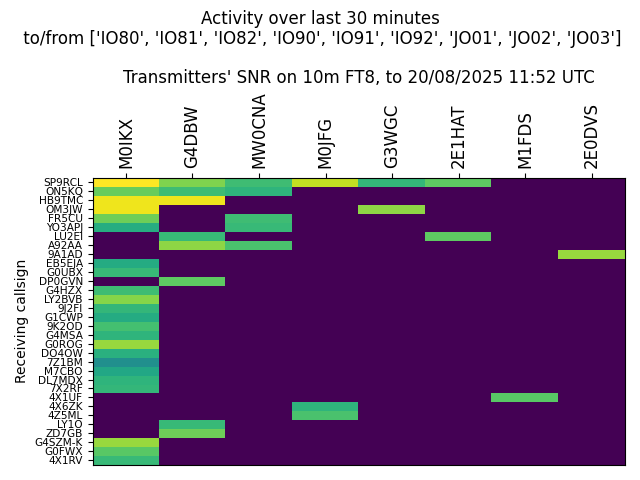 Activity over last 30 minutes
to/from ['IO80', 'IO81', 'IO82', 'IO90', 'IO91', 'IO92', 'JO01', 'JO02', 'JO03']
Transmitters' SNR on 10m FT8, to 20/08/2025 11:52 UTC
M0IKX
G4DBW
MW0CNA
M0JFG
G3WGC
2E1HAT
M1FDS
2E0DVS
Receiving callsign
SP9RCL
ON5KQ
HB9TMC
OM3IW
FR5CU
YO3APJ
LU2EI
A92AA
9A1AD
EB5EJA
G0UBX
DP0GVN
G4HZX
LY2BVB
9J2FI
G1CWP
9K2OD
G4MSA
G0ROG
DO4OW
7Z1BM
M7CBO
DL7MDX
7X2RF
4X1UF
4X6ZK
4Z5ML
LY1O
ZD7GB
G4SZM-K
G0FWX
4X1RV